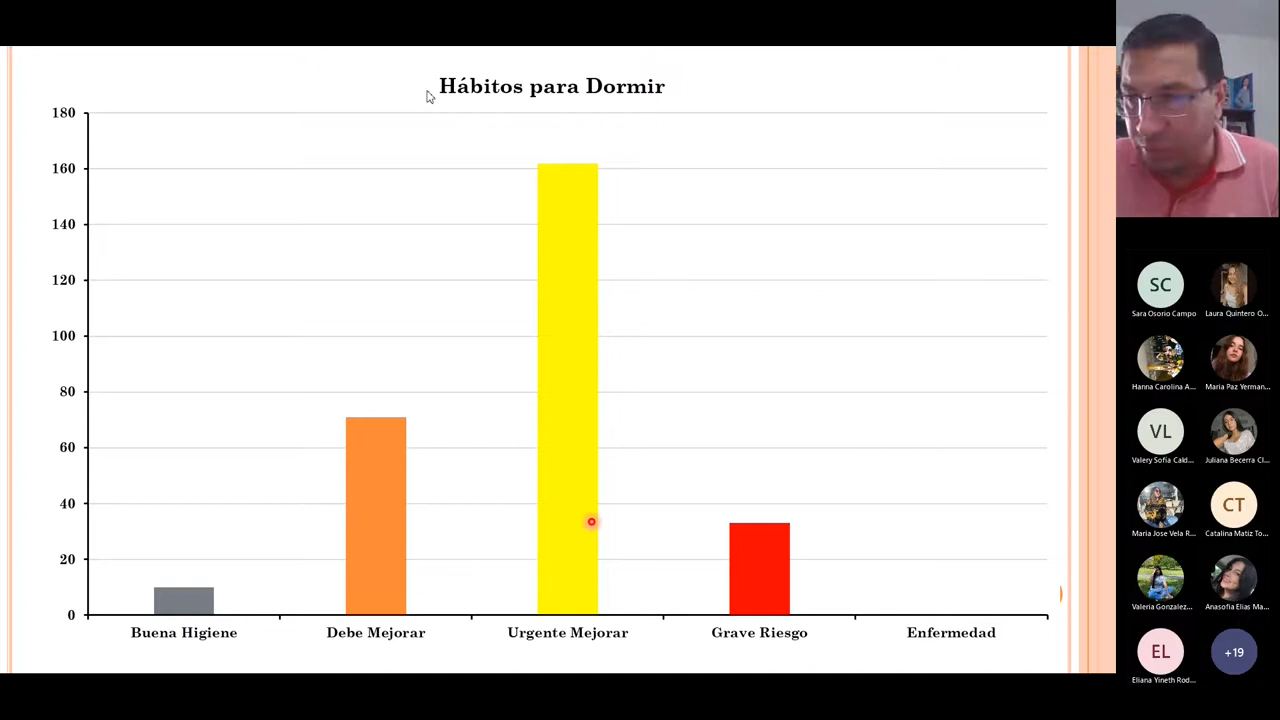 Hábitos para Dormir
180
160
140
120
100
80
60
40
20
0
Buena Higiene
Debe Mejorar
Urgente Mejorar
Grave Riesgo
Enfermedad
SC
Sara Osorio Campo
Laura Quintero O...
Hanna Carolina A...
Maria Paz Yerman...
VL
Valery Sofía Cald...
Juliana Becerra Cl...
Maria Jose Vela R...
CT
Catalina Matiz To...
Valeria Gonzalez...
Anasofia Elias Ma...
EL
Eliana Yineth Rod...
+19